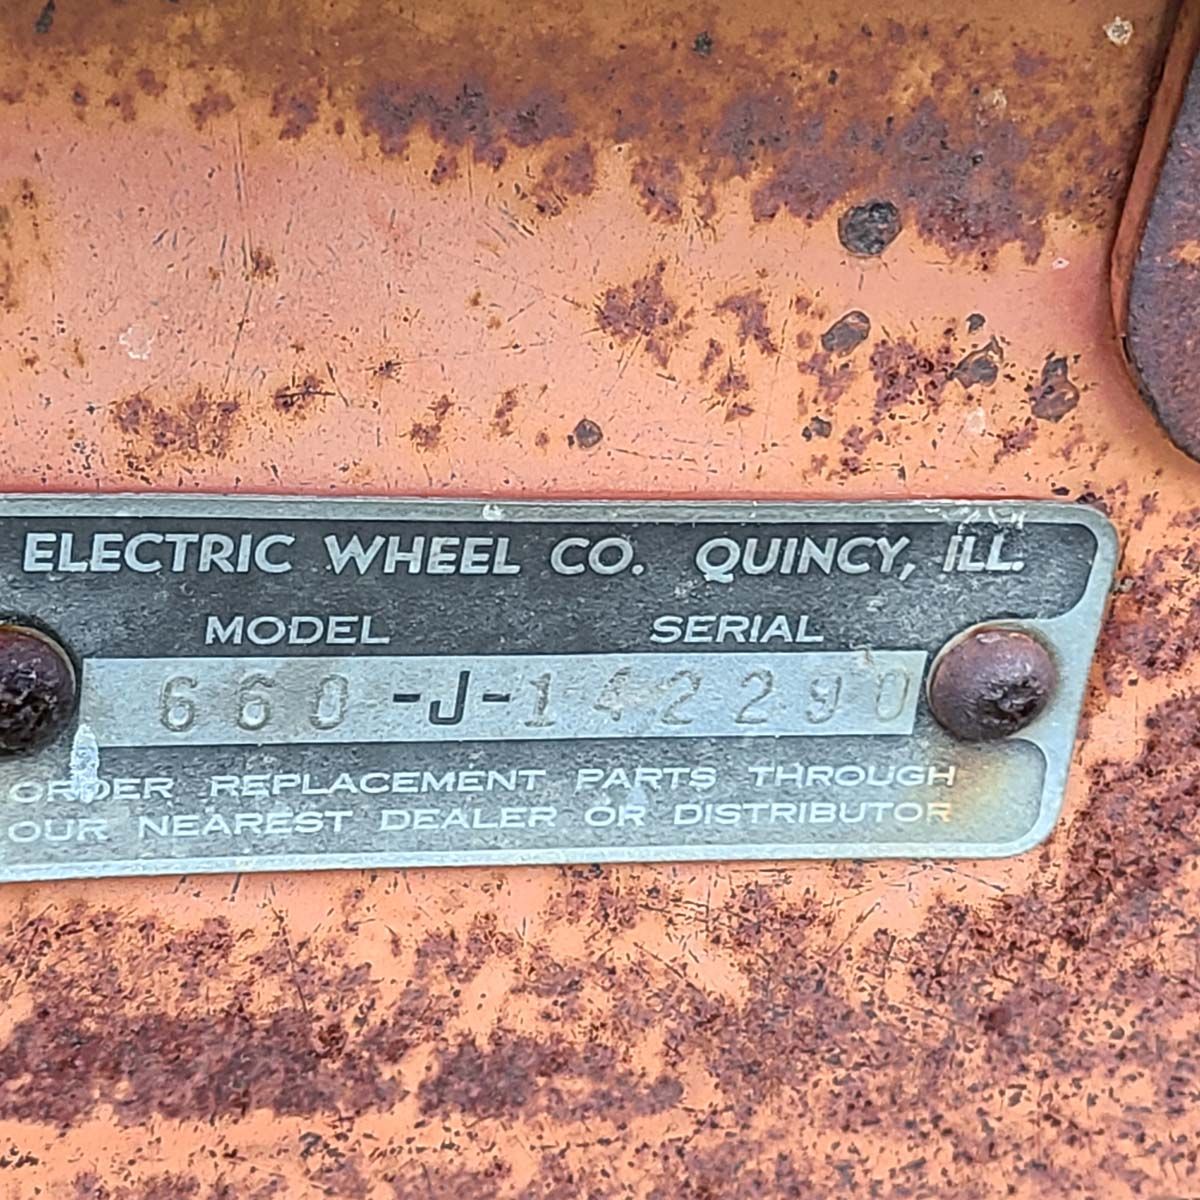 ELECTRIC WHEEL CO. QUINCY, ILL.
MODEL SERIAL
660 -J-142290
ORDER REPLACEMENT PARTS THROUGH
OUR NEAREST DEALER OR DISTRIBUTOR